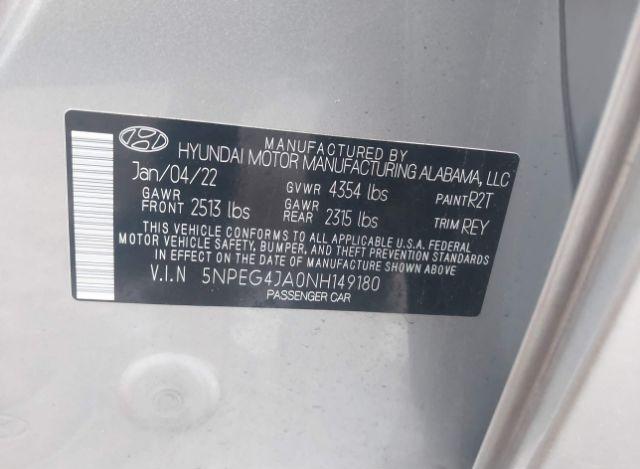 MANUFACTURED BY
HYUNDAI MOTOR MANUFACTURING ALABAMA, LLC
Jan/04/22 GVWR 4354 lbs PAINT R2T
GAWR FRONT 2513 lbs GAWR REAR 2315 lbs TRIM REY
THIS VEHICLE CONFORMS TO ALL APPLICABLE U.S.A. FEDERAL
MOTOR VEHICLE SAFETY, BUMPER, AND THEFT PREVENTION STANDARDS
IN EFFECT ON THE DATE OF MANUFACTURE SHOWN ABOVE.
V.I.N 5NPEG4JA0NH149180
PASSENGER CAR